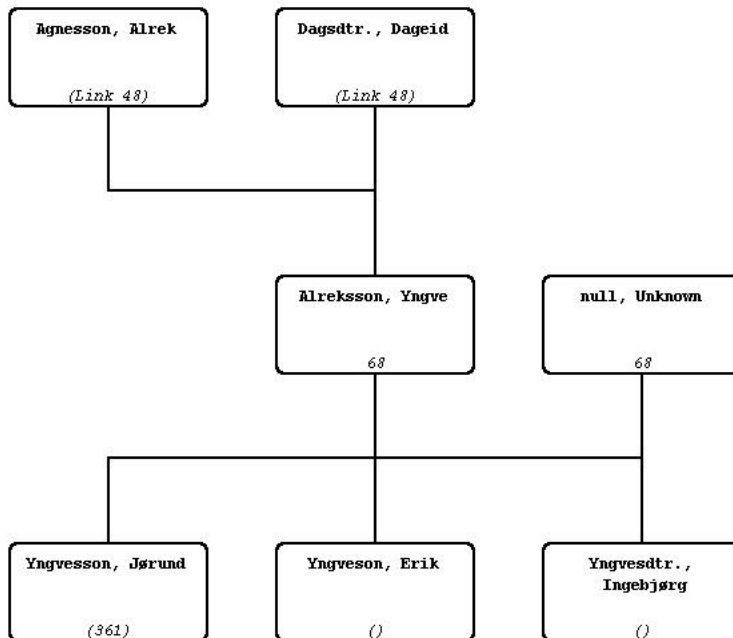 Agnesson, Alrek
(Link 48)
Dagsdtr., Dageid
(Link 48)
Alreksson, Yngve
68
null, Unknown
68
Yngvesson, Jørund
(361)
Yngveson, Erik
()
Yngvesdtr.,
Ingebjørg
()